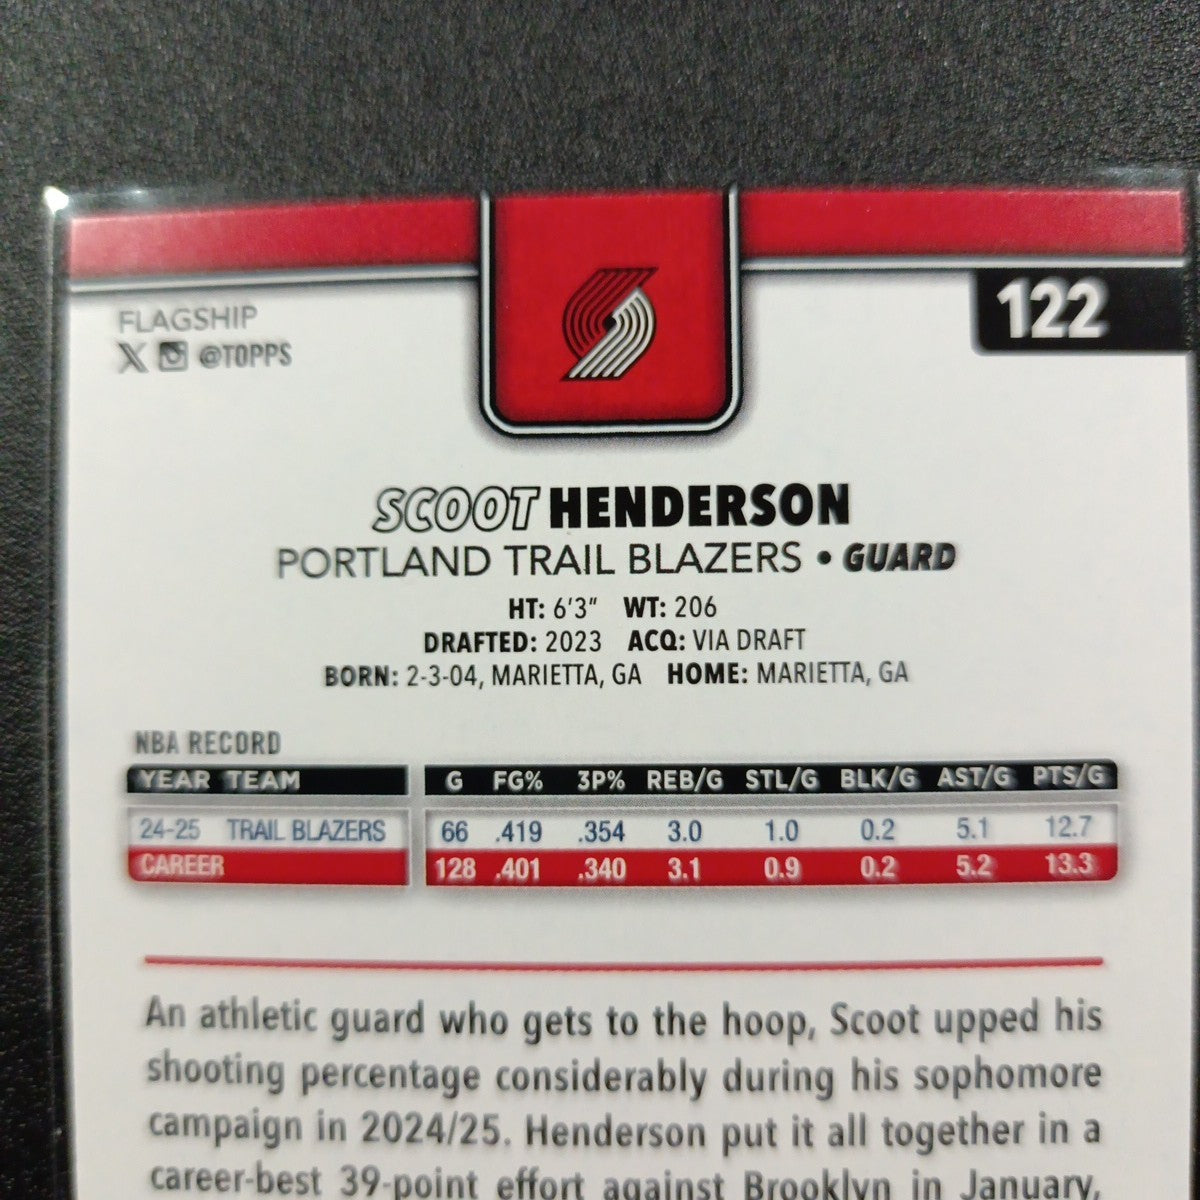 FLAGSHIP
122
X @TOPPS
SCOOT HENDERSON
PORTLAND TRAIL BLAZERS • GUARD
HT: 6'3" WT: 206
DRAFTED: 2023 ACQ: VIA DRAFT
BORN: 2-3-04, MARIETTA, GA HOME: MARIETTA, GA
NBA RECORD
YEAR TEAM G FG% 3P% REB/G STL/G BLK/G AST/G PTS/G
24-25 TRAIL BLAZERS 66 .419 .354 3.0 1.0 0.2 5.1 12.7
CAREER 128 .401 .340 3.1 0.9 0.2 5.2 13.3
An athletic guard who gets to the hoop, Scoot upped his
shooting percentage considerably during his sophomore
campaign in 2024/25. Henderson put it all together in a
career-best 39-point effort against Brooklyn in January,